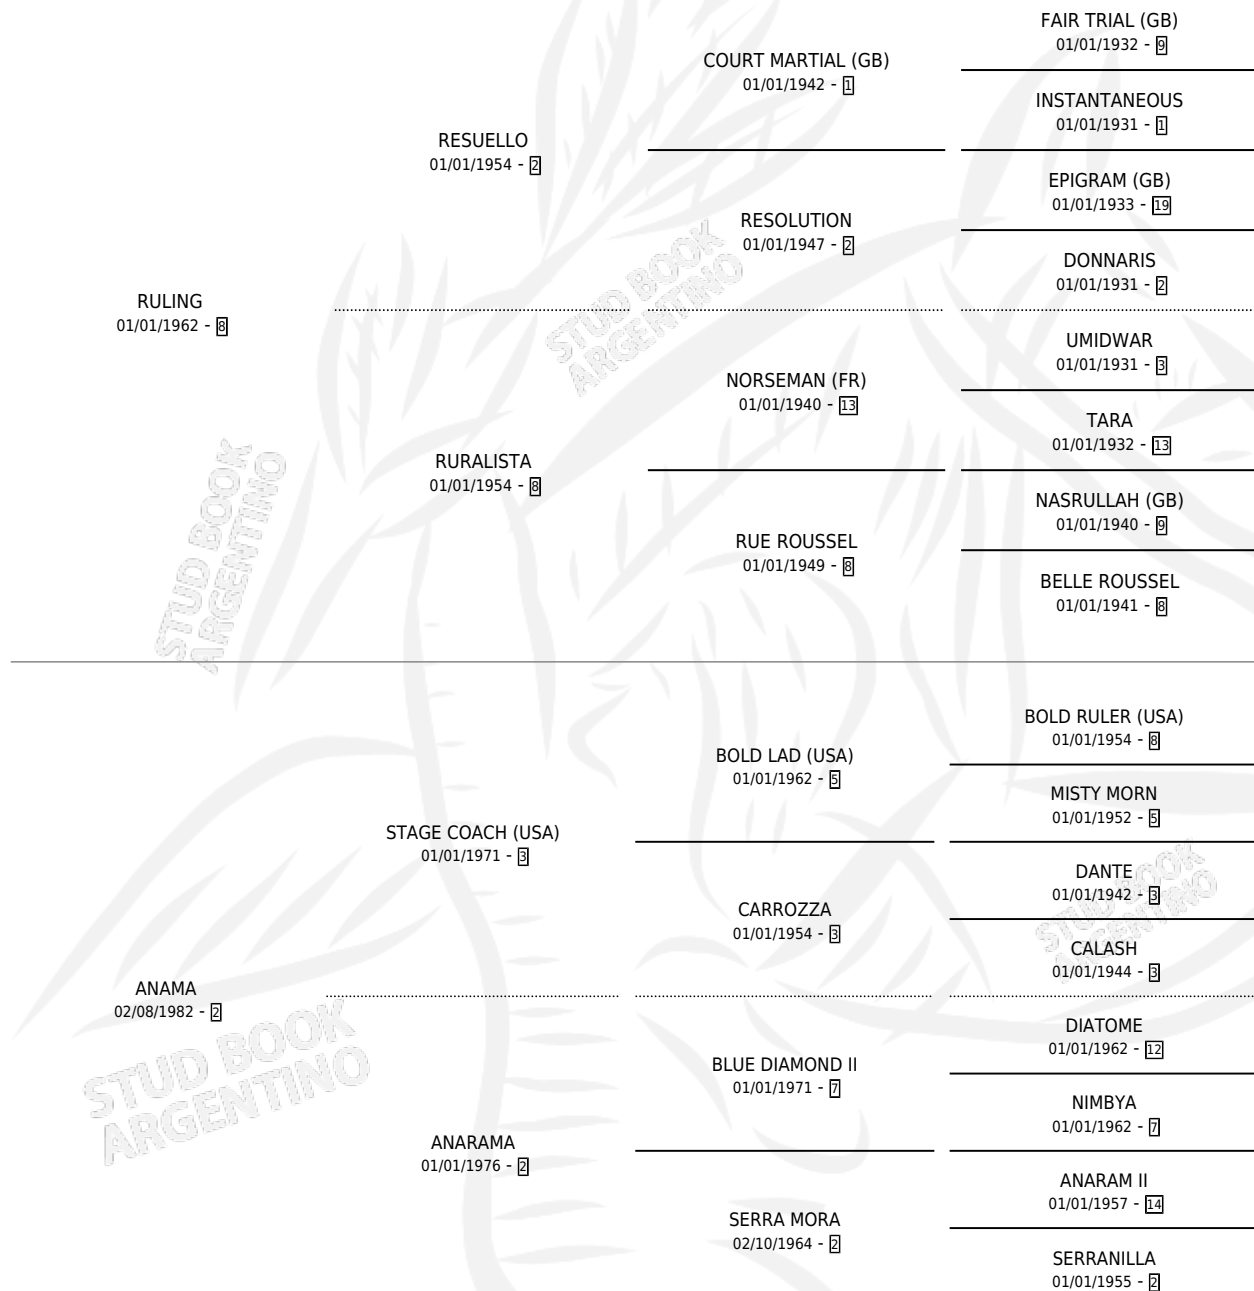 FAIR TRIAL (GB)
01/01/1932 - 9
COURT MARTIAL (GB)
01/01/1942 - 1
INSTANTANEOUS
01/01/1931 - 1
RESUELLO
01/01/1954 - 2
EPIGRAM (GB)
01/01/1933 - 19
RESOLUTION
01/01/1947 - 2
DONNARIS
01/01/1931 - 2
RULING
01/01/1962 - 8
UMIDWAR
01/01/1931 - 3
NORSEMAN (FR)
01/01/1940 - 13
TARA
01/01/1932 - 13
RURALISTA
01/01/1954 - 8
NASRULLAH (GB)
01/01/1940 - 9
RUE ROUSSEL
01/01/1949 - 8
BELLE ROUSSEL
01/01/1941 - 8
BOLD RULER (USA)
01/01/1954 - 8
BOLD LAD (USA)
01/01/1962 - 5
MISTY MORN
01/01/1952 - 5
STAGE COACH (USA)
01/01/1971 - 3
DANTE
01/01/1942 - 3
CARROZZA
01/01/1954 - 3
CALASH
01/01/1944 - 3
ANAMA
02/08/1982 - 2
DIATOME
01/01/1962 - 12
BLUE DIAMOND II
01/01/1971 - 7
NIMBYA
01/01/1962 - 7
ANARAMA
01/01/1976 - 2
ANARAM II
01/01/1957 - 14
SERRA MORA
02/10/1964 - 2
SERRANILLA
01/01/1955 - 2
STUD BOOK
ARGENTINO
STUD BOOK
ARGENTINO
STUD BOOK
ARGENTINO
STUD BOOK
ARGENTINO